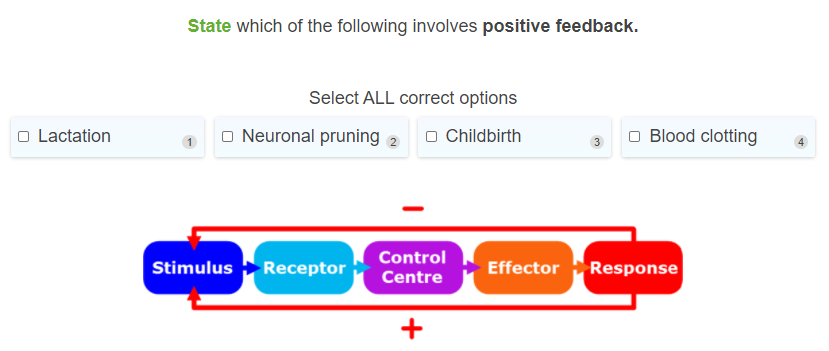 State which of the following involves positive feedback.
Select ALL correct options
Lactation 1
Neuronal pruning 2
Childbirth 3
Blood clotting 4
−
Stimulus
Receptor
Control
Centre
Effector
Response
+